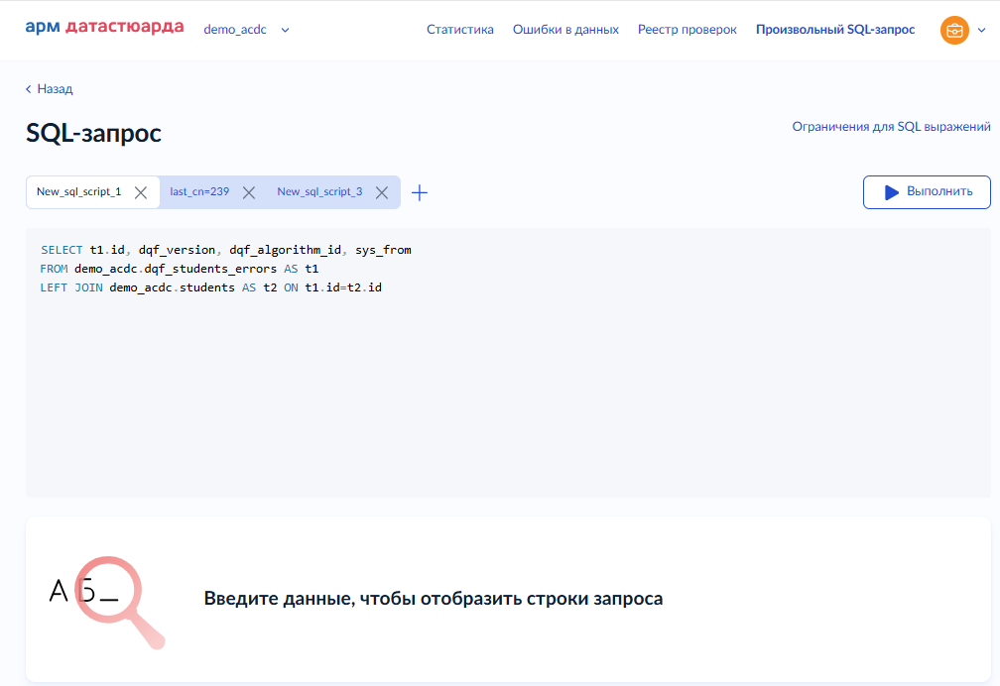 арм датастюарда demo_acdc Статистика Ошибки в данных Реестр проверок Произвольный SQL-запрос
Назад
SQL-запрос
Ограничения для SQL выражений
New_sql_script_1 last_cn=239 New_sql_script_3 Выполнить
SELECT t1.id, dqf_version, dqf_algorithm_id, sys_from
FROM demo_acdc.dqf_students_errors AS t1
LEFT JOIN demo_acdc.students AS t2 ON t1.id=t2.id
А Б_
Введите данные, чтобы отобразить строки запроса